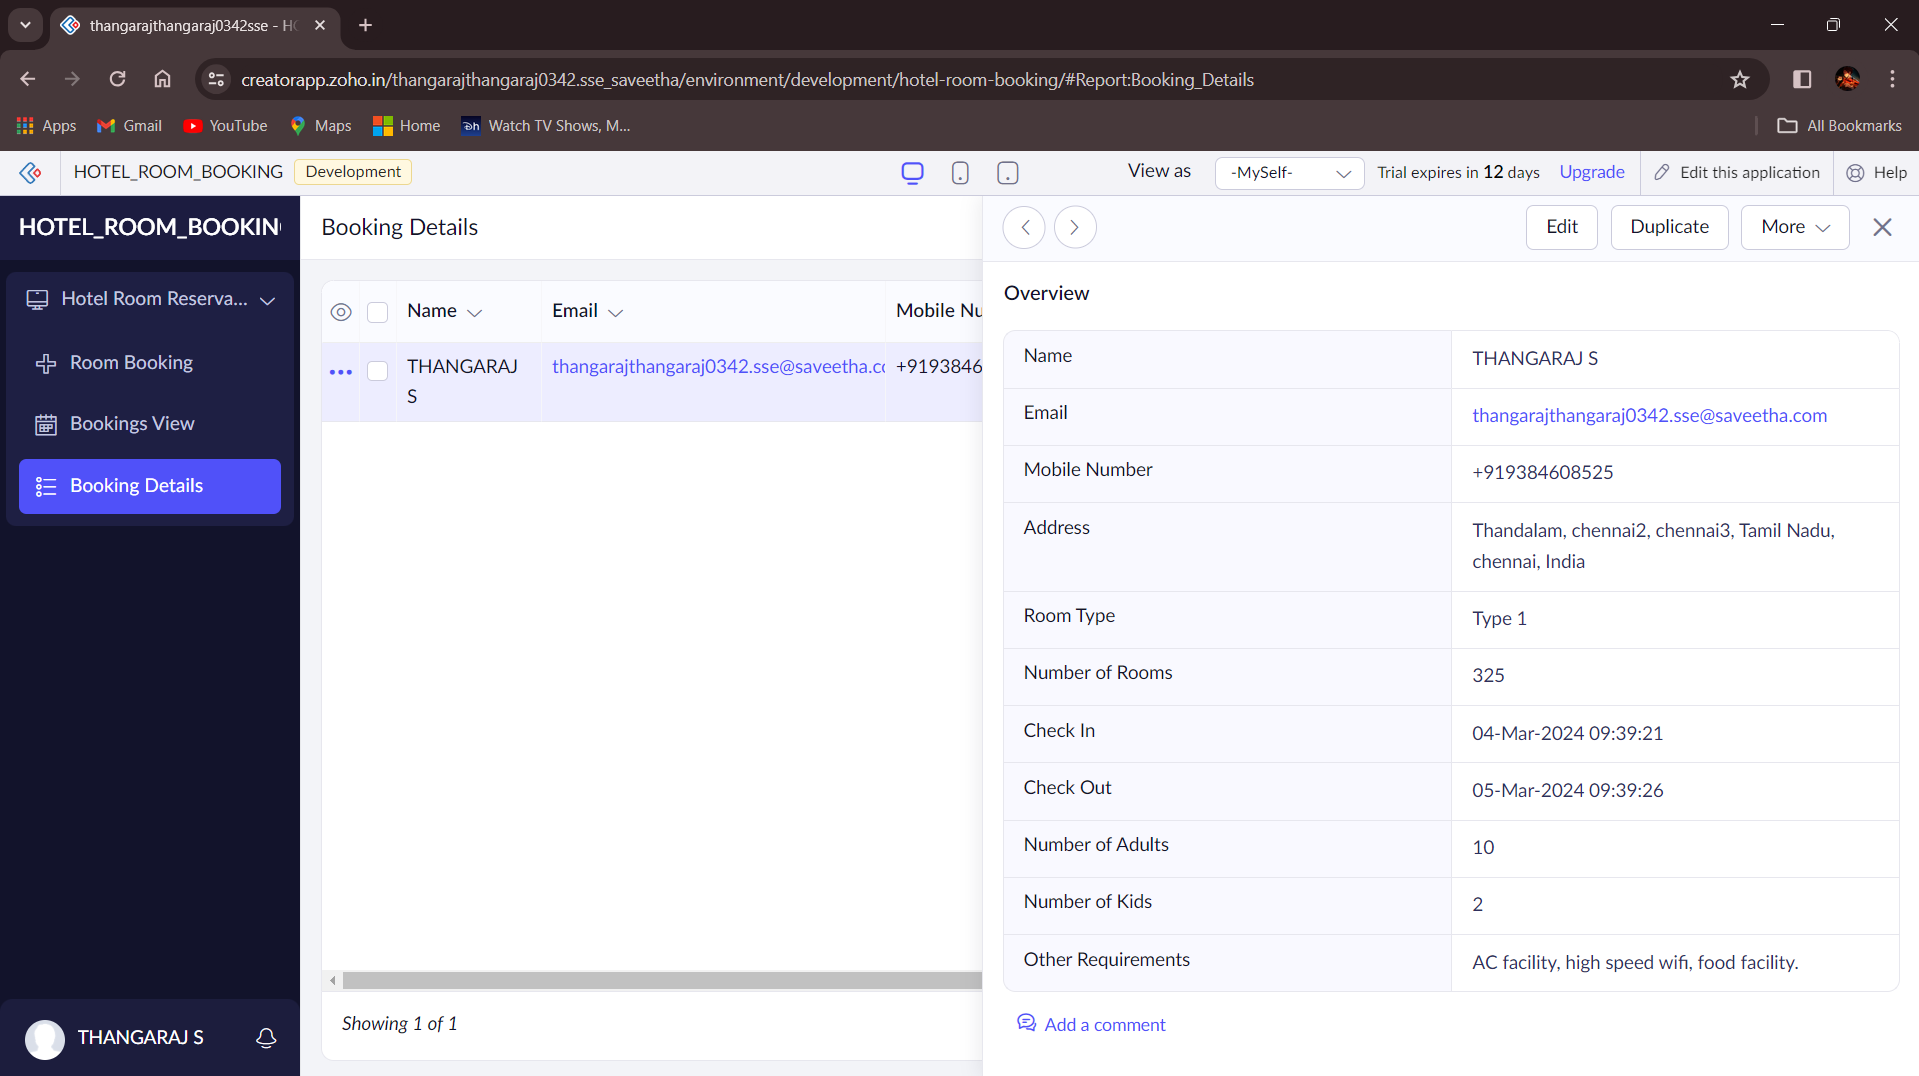 thangarajthangaraj0342sse - HO
creatorapp.zoho.in/thangarajthangaraj0342.sse_saveetha/environment/development/hotel-room-booking/#Report:Booking_Details
Apps
Gmail
YouTube
Maps
Home
Watch TV Shows, M...
All Bookmarks
HOTEL_ROOM_BOOKING
Development
View as
-MySelf-
Trial expires in 12 days
Upgrade
Edit this application
Help
HOTEL_ROOM_BOOKIN
Hotel Room Reserva...
Room Booking
Bookings View
Booking Details
THANGARAJ S
Booking Details
Name
Email
Mobile Nu
THANGARAJ
S
thangarajthangaraj0342.sse@saveetha.co
+9193846
Showing 1 of 1
Edit
Duplicate
More
Overview
Name
THANGARAJ S
Email
thangarajthangaraj0342.sse@saveetha.com
Mobile Number
+919384608525
Address
Thandalam, chennai2, chennai3, Tamil Nadu,
chennai, India
Room Type
Type 1
Number of Rooms
325
Check In
04-Mar-2024 09:39:21
Check Out
05-Mar-2024 09:39:26
Number of Adults
10
Number of Kids
2
Other Requirements
AC facility, high speed wifi, food facility.
Add a comment